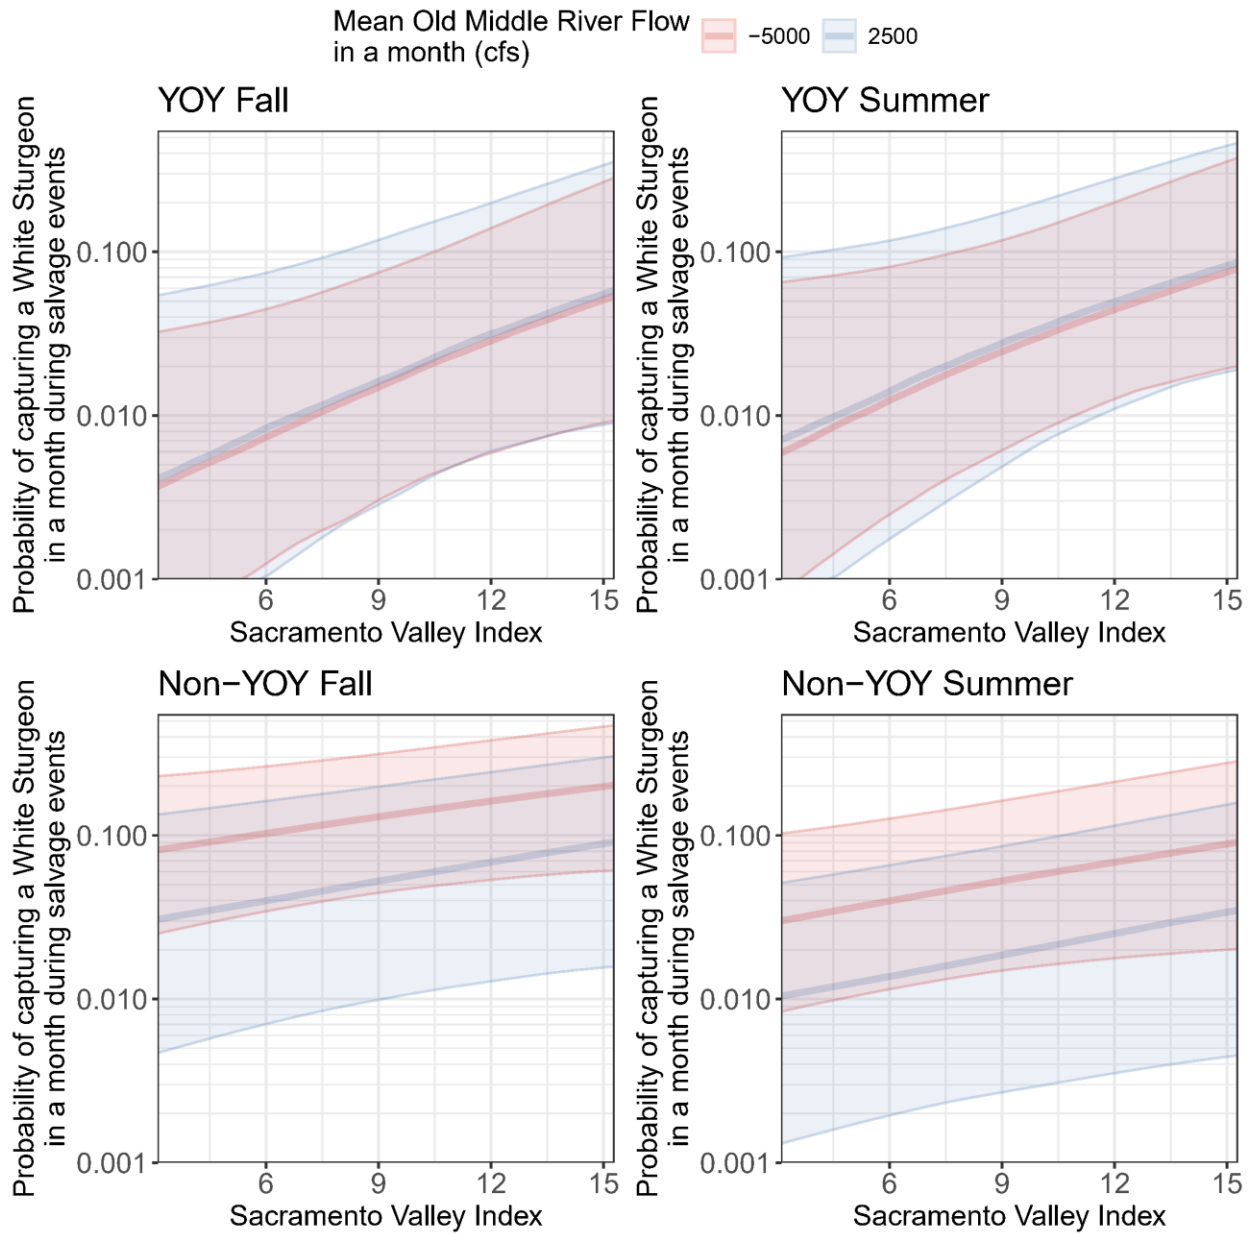 Mean Old Middle River Flow
in a month (cfs)
−5000
2500
YOY Fall
Probability of capturing a White Sturgeon
in a month during salvage events
0.100
0.010
0.001
6
9
12
15
Sacramento Valley Index
YOY Summer
Probability of capturing a White Sturgeon
in a month during salvage events
0.100
0.010
0.001
6
9
12
15
Sacramento Valley Index
Non−YOY Fall
Probability of capturing a White Sturgeon
in a month during salvage events
0.100
0.010
0.001
6
9
12
15
Sacramento Valley Index
Non−YOY Summer
Probability of capturing a White Sturgeon
in a month during salvage events
0.100
0.010
0.001
6
9
12
15
Sacramento Valley Index